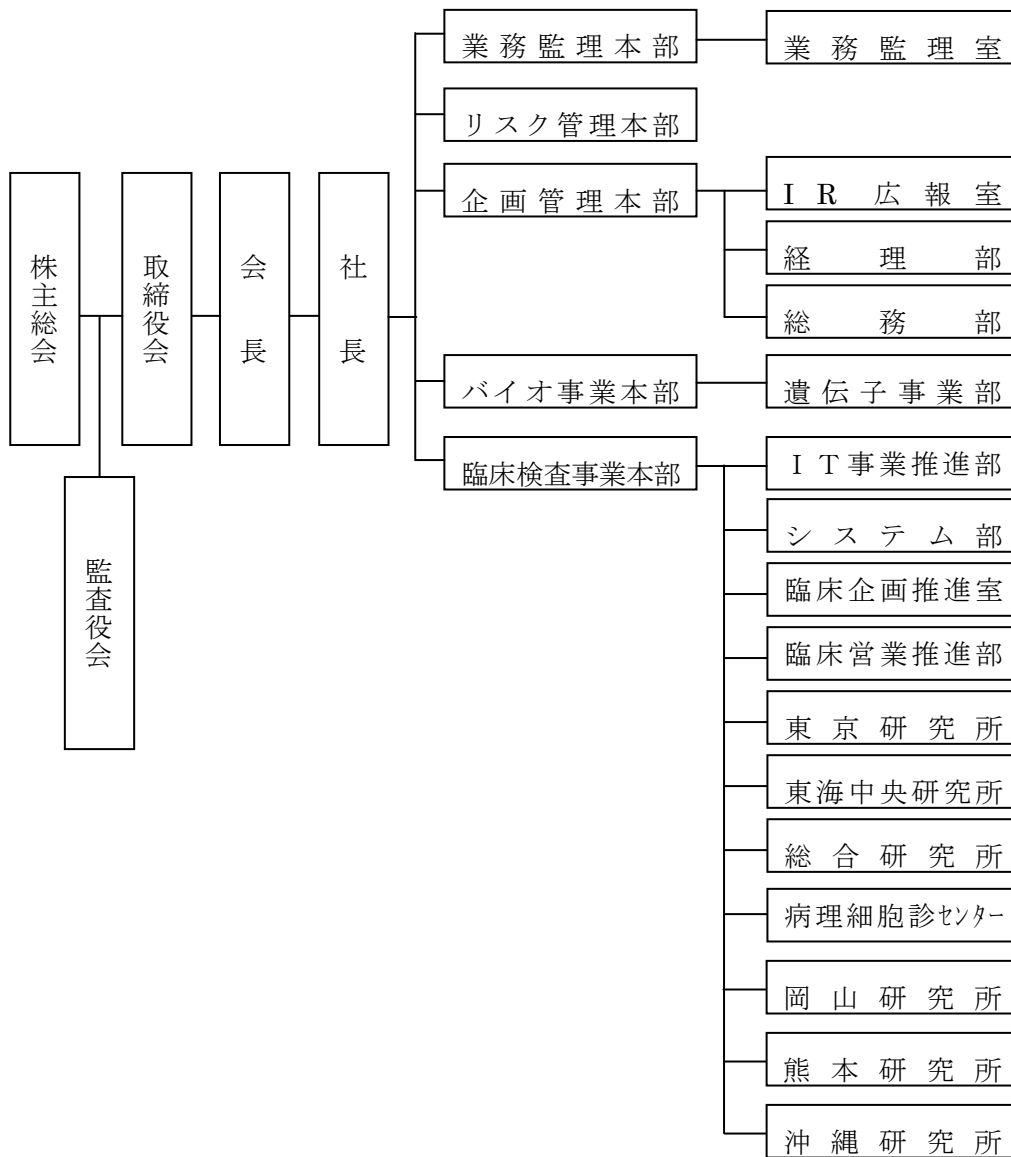 株主総会
監査役会
取締役会
会長
社長
業務監理本部
業務監理室
リスク管理本部
企画管理本部
IR広報室
経理部
総務部
バイオ事業本部
遺伝子事業部
臨床検査事業本部
IT事業推進部
システム部
臨床企画推進室
臨床営業推進部
東京研究所
東海中央研究所
総合研究所
病理細胞診ｾﾝﾀｰ
岡山研究所
熊本研究所
沖縄研究所